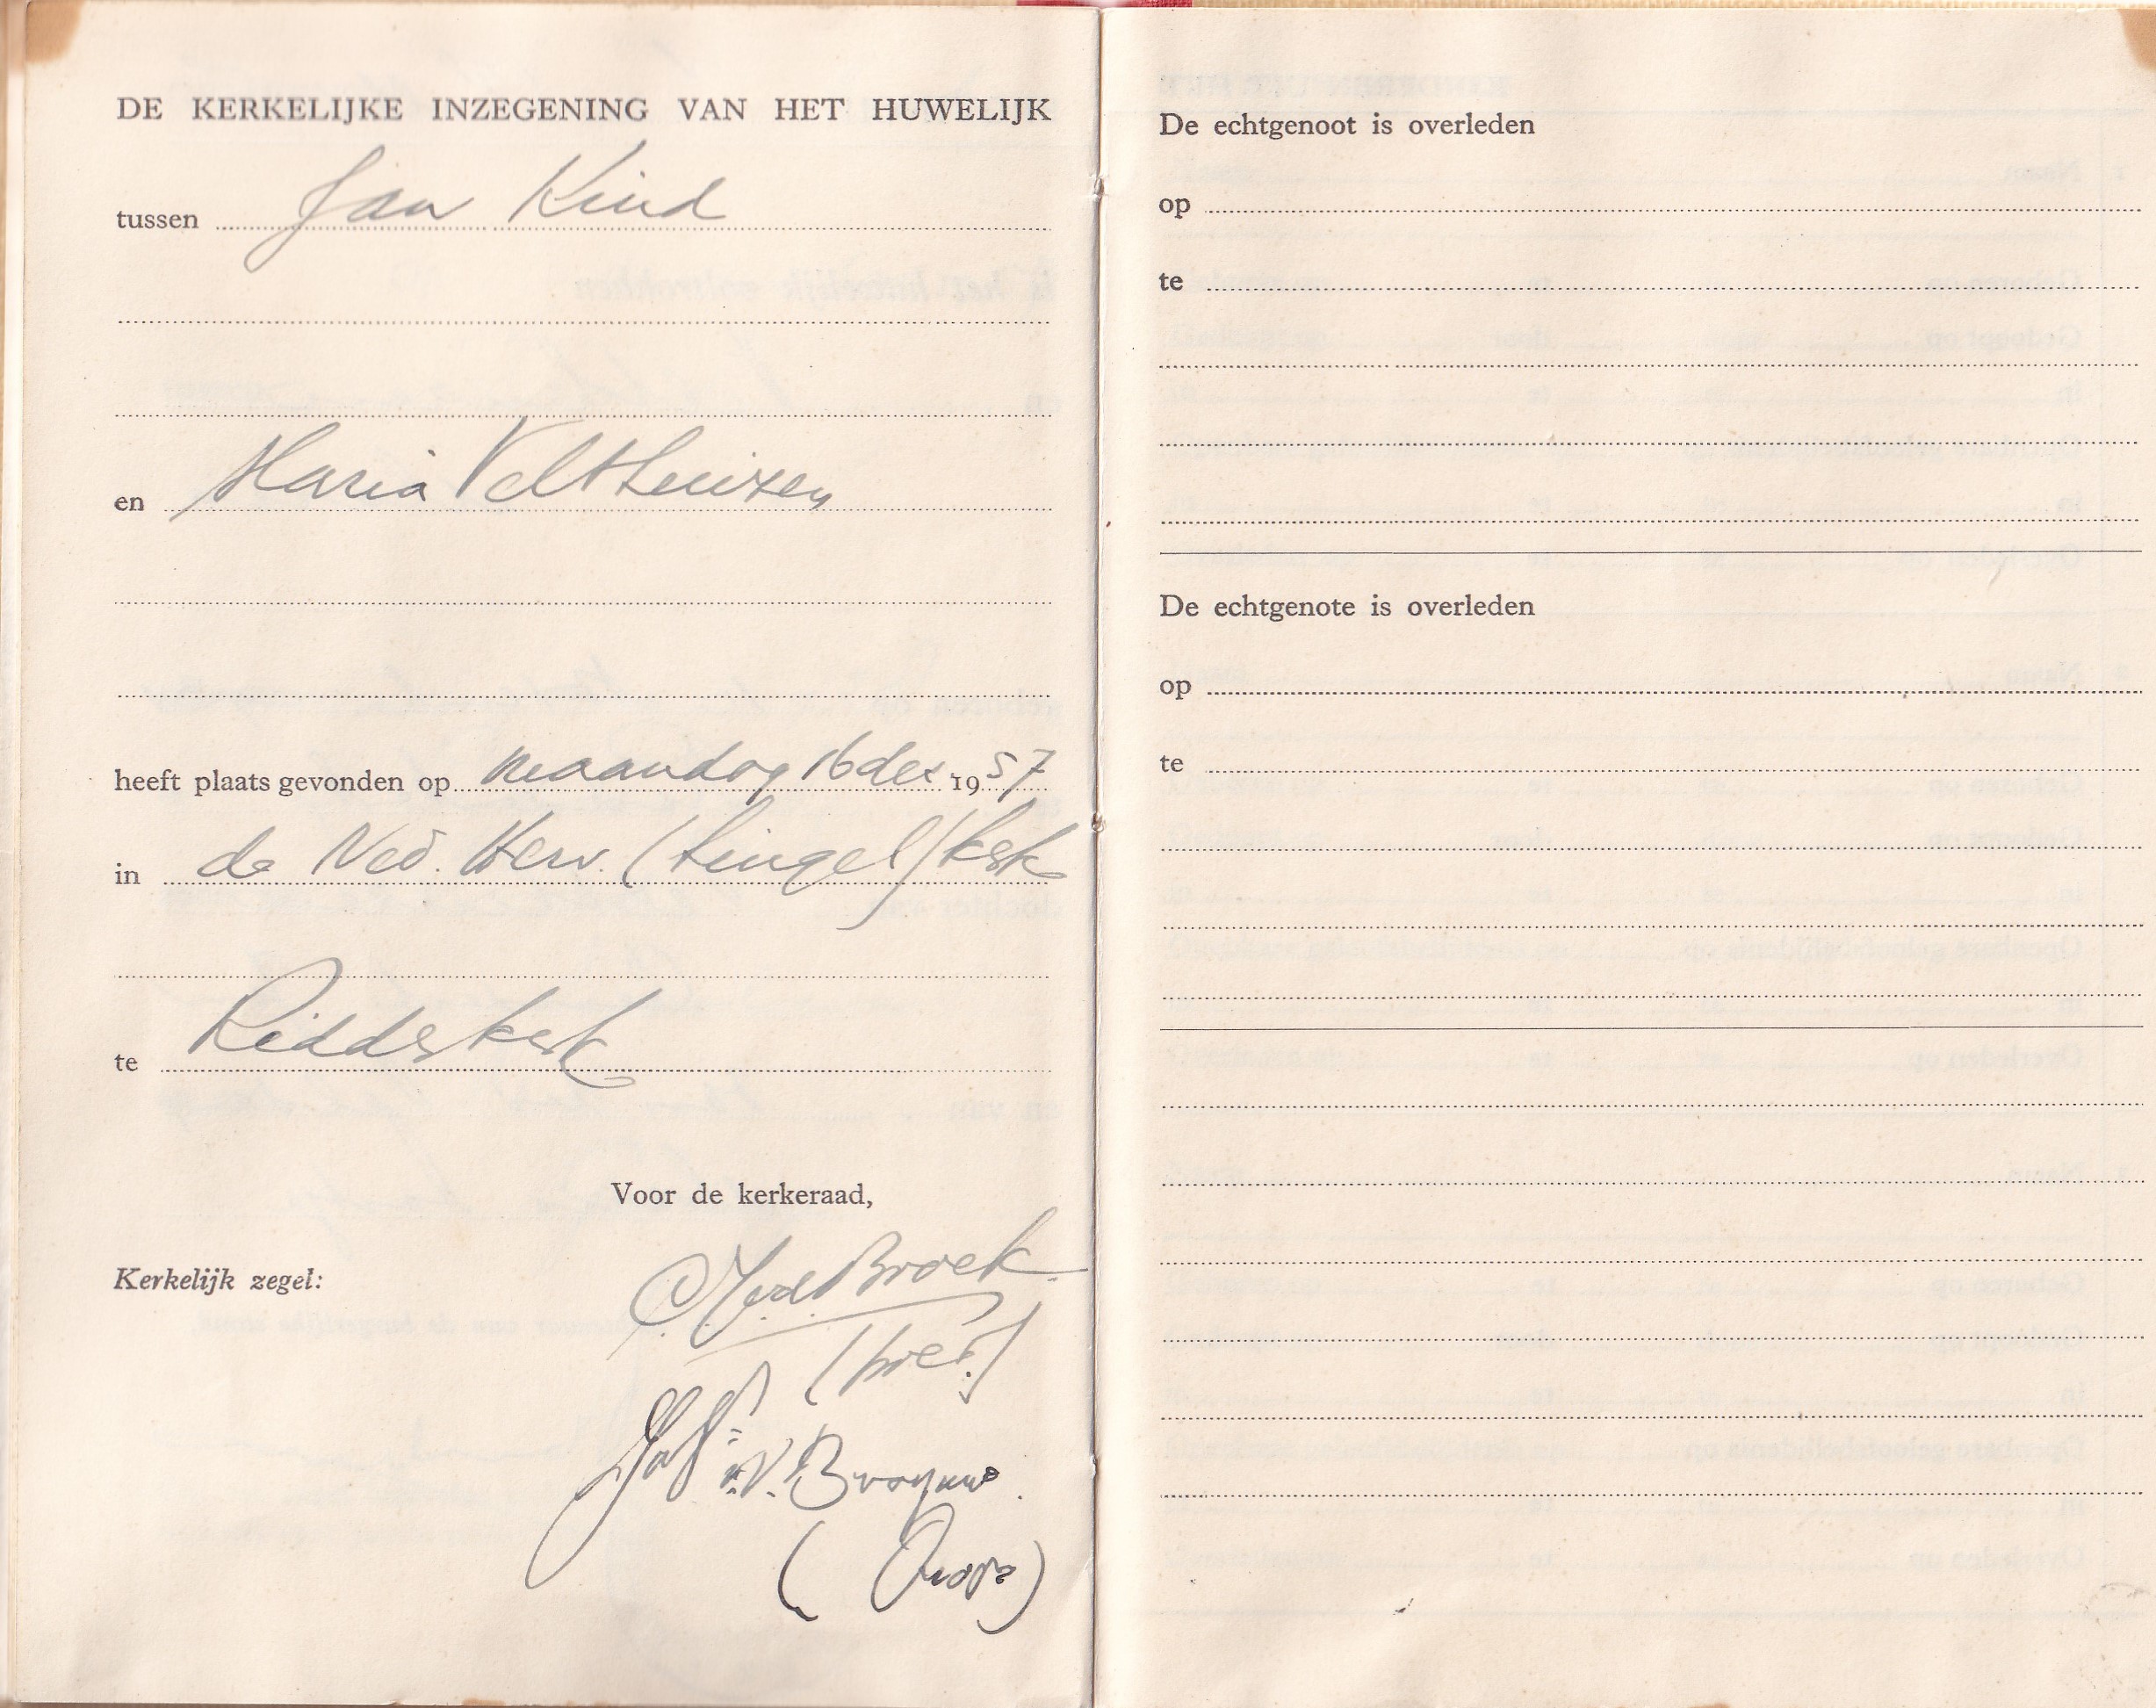 DE KERKELIJKE INZEGENING VAN HET HUWELIJK
tussen Jan Kind
en Maria Velthuizen
heeft plaats gevonden op maandag 16 dec 1957
in de Ned. Herv. (Singel) kerk
te Ridderkerk
Voor de kerkeraad,
Kerkelijk zegel:
Broek
De echtgenoot is overleden
op
te
De echtgenote is overleden
op
te